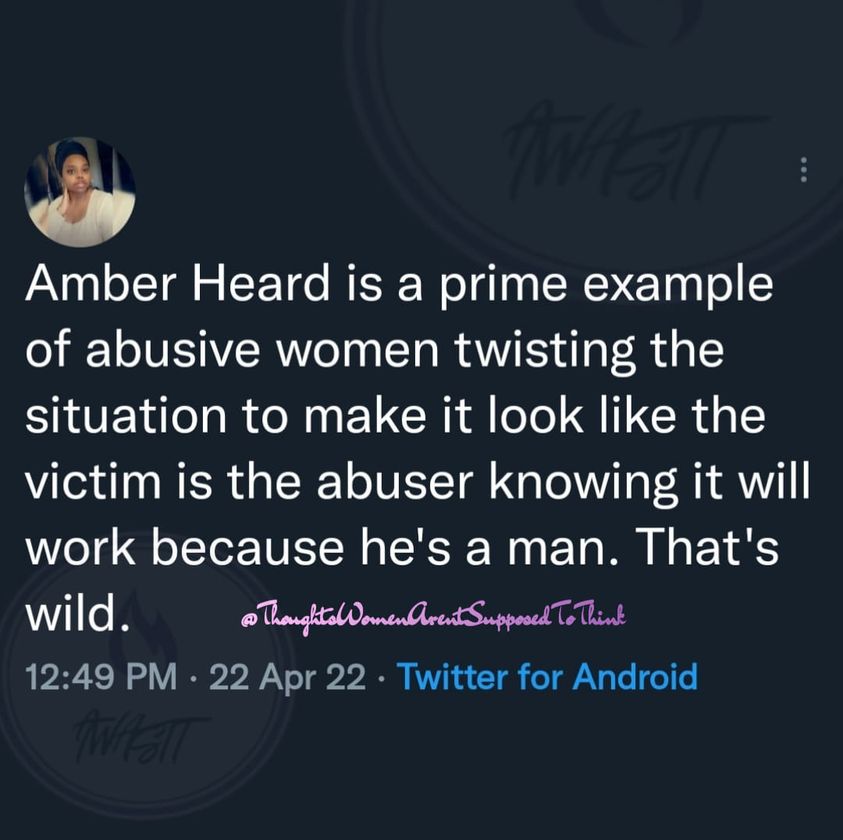 AWASTT
Amber Heard is a prime example
of abusive women twisting the
situation to make it look like the
victim is the abuser knowing it will
work because he's a man. That's
wild.
@ThoughtsWomenArentSupposedToThink
12:49 PM · 22 Apr 22 · Twitter for Android
AWASTT